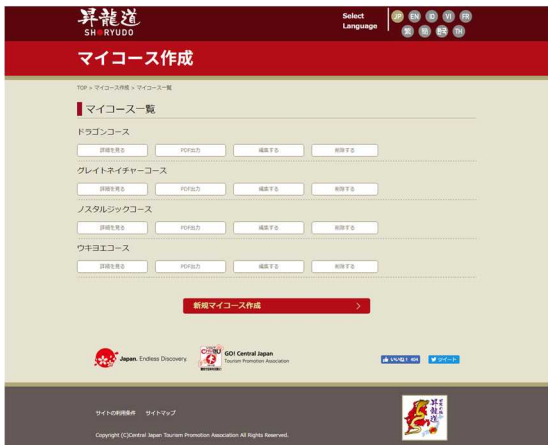 昇龍道
SHORYUDO
Select
Language
JP EN ID VI FR
繁 簡 한국 TH
マイコース作成
TOP > マイコース作成 > マイコース一覧
マイコース一覧
ドラゴンコース
詳細を見る PDF出力 編集する 削除する
グレイトネイチャーコース
詳細を見る PDF出力 編集する 削除する
ノスタルジックコース
詳細を見る PDF出力 編集する 削除する
ウキヨエコース
詳細を見る PDF出力 編集する 削除する
新規マイコース作成
Japan. Endless Discovery.
GO! Central Japan
Tourism Promotion Association
いいね! 404 ツイート
サイトの利用条件 サイトマップ
昇龍道
Copyright (C)Central Japan Tourism Promotion Association All Rights Reserved.